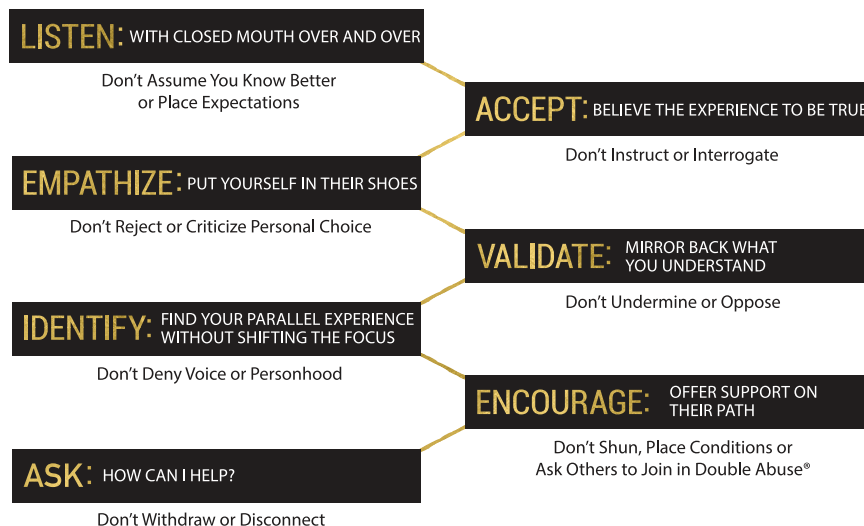 LISTEN: WITH CLOSED MOUTH OVER AND OVER
Don't Assume You Know Better
or Place Expectations
ACCEPT: BELIEVE THE EXPERIENCE TO BE TRUE
Don't Instruct or Interrogate
EMPATHIZE: PUT YOURSELF IN THEIR SHOES
Don't Reject or Criticize Personal Choice
VALIDATE: MIRROR BACK WHAT
YOU UNDERSTAND
Don't Undermine or Oppose
IDENTIFY: FIND YOUR PARALLEL EXPERIENCE
WITHOUT SHIFTING THE FOCUS
Don't Deny Voice or Personhood
ENCOURAGE: OFFER SUPPORT ON
THEIR PATH
Don't Shun, Place Conditions or
Ask Others to Join in Double Abuse®
ASK: HOW CAN I HELP?
Don't Withdraw or Disconnect